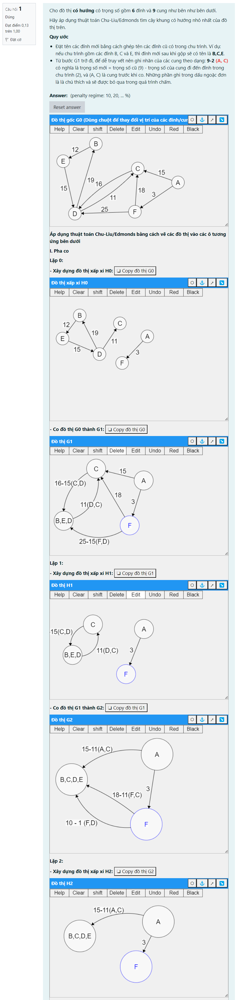 Câu hỏi 1
Đúng
Đạt điểm 0,13
trên 1,00
Đặt cờ
Cho đồ thị có hướng có trọng số gồm 6 đỉnh và 9 cung như bên như bên dưới.
Hãy áp dụng thuật toán Chu-Liu/Edmonds tìm cây khung có hướng nhỏ nhất của đồ
thị trên.
Quy ước
Đặt tên các đỉnh mới bằng cách ghép tên các đỉnh cũ có trong chu trình. Ví dụ:
nếu chu trình gồm các đỉnh B, C và E, thì đỉnh mới sau khi gộp sẽ có tên là B,C,E.
Từ bước G1 trở đi, để dễ truy vết nên ghi nhãn của các cung theo dạng: 9-2 (A, C)
có nghĩa là trọng số mới = trọng số cũ (9) - trọng số của cung đi đến đỉnh trong
chu trình (2), và (A, C) là cung trước khi co. Những phần ghi trong dấu ngoặc đơn
là là chú thích và sẽ được bỏ qua trong quá trình chấm.
Answer: (penalty regime: 10, 20, ... %)
Reset answer
Đồ thị gốc G0 (Dùng chuột để thay đổi vị trí của các đỉnh/cur
Help Clear shift Delete Edit Undo Red Black
B
12
E
C
15
A
19
16
15
18
3
11
25
D
F
Áp dụng thuật toán Chu-Liu/Edmonds bằng cách vẽ các đồ thị vào các ô tương
ứng bên dưới
I. Pha co
Lặp 0:
- Xây dựng đồ thị xấp xỉ H0: Copy đồ thị G0
Đồ thị xấp xỉ H0
Help Clear shift Delete Edit Undo Red Black
B
C
12
19
A
E
11
15
3
D
F
- Co đồ thị G0 thành G1: Copy đồ thị G0
Đồ thị G1
Help Clear shift Delete Edit Undo Red Black
C
15
A
16-15(C,D)
18
3
11(D,C)
B,E,D
F
25-15(F,D)
Lặp 1:
- Xây dựng đồ thị xấp xỉ H1: Copy đồ thị G1
Đồ thị H1
Help Clear shift Delete Edit Undo Red Black
C
A
-15(C,D)
11(D,C)
3
B,E,D
F
- Co đồ thị G1 thành G2: Copy đồ thị G1
Đồ thị G2
Help Clear shift Delete Edit Undo Red Black
15-11(A,C)
A
B,C,D,E
3
18-11(F,C)
10 - 1 (F,D)
F
Lặp 2:
- Xây dựng đồ thị xấp xỉ H2: Copy đồ thị G2
Đồ thị H2
Help Clear shift Delete Edit Undo Red Black
15-11(A,C)
A
B,C,D,E
3
F